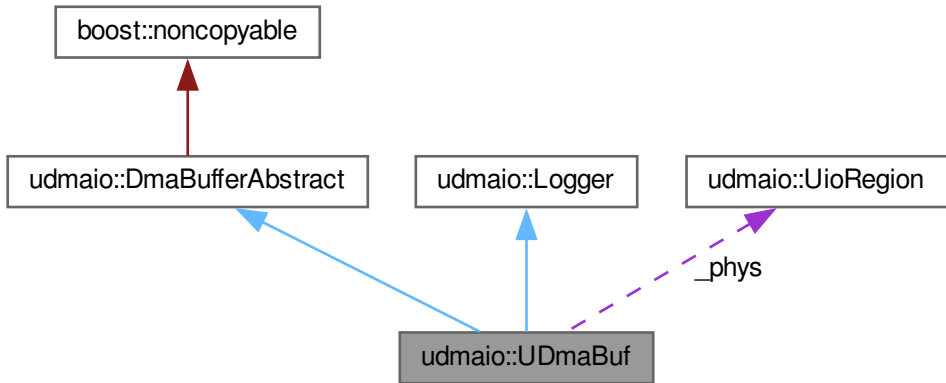 boost::noncopyable
udmaio::DmaBufferAbstract
udmaio::Logger
udmaio::UioRegion
_phys
udmaio::UDmaBuf